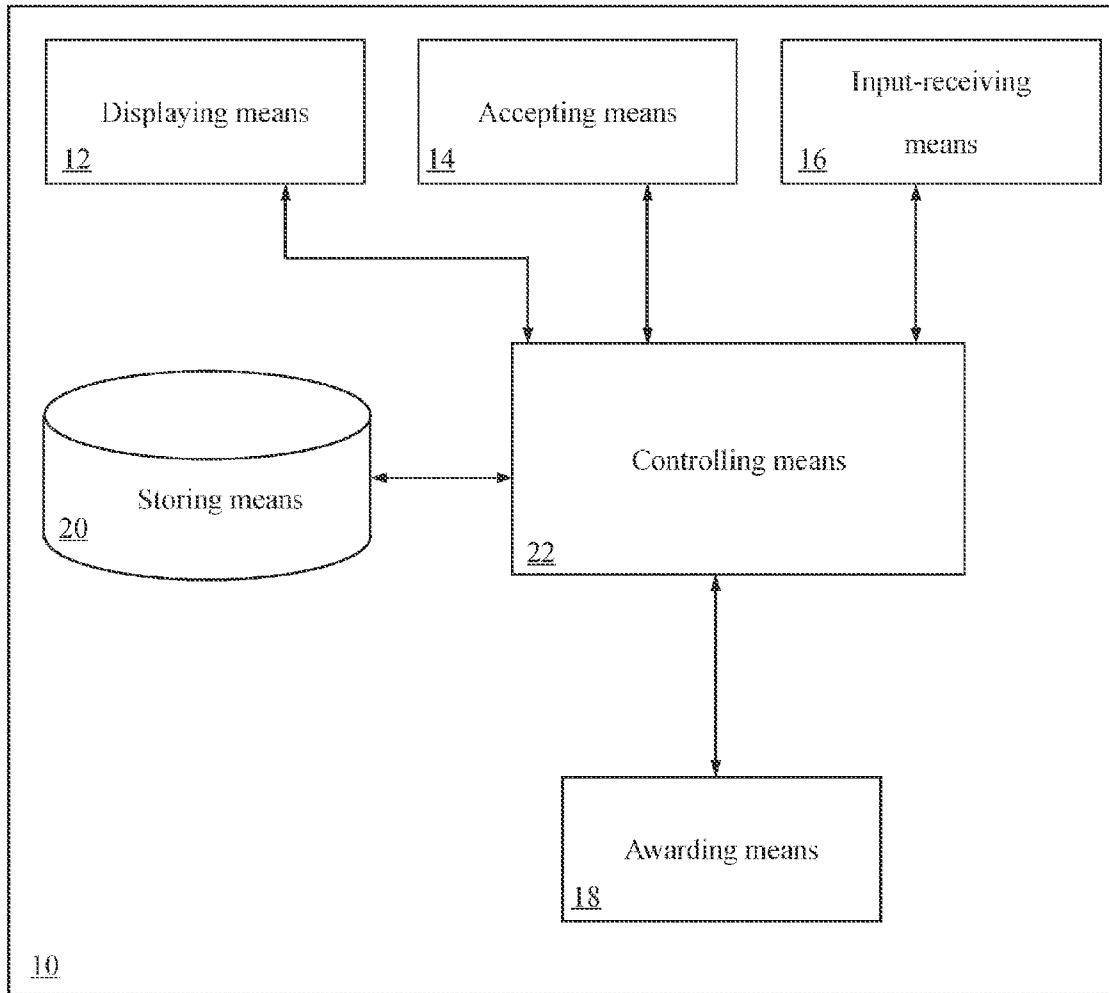 Displaying means
12
Accepting means
14
Input-receiving
means
16
Storing means
20
Controlling means
22
Awarding means
18
10